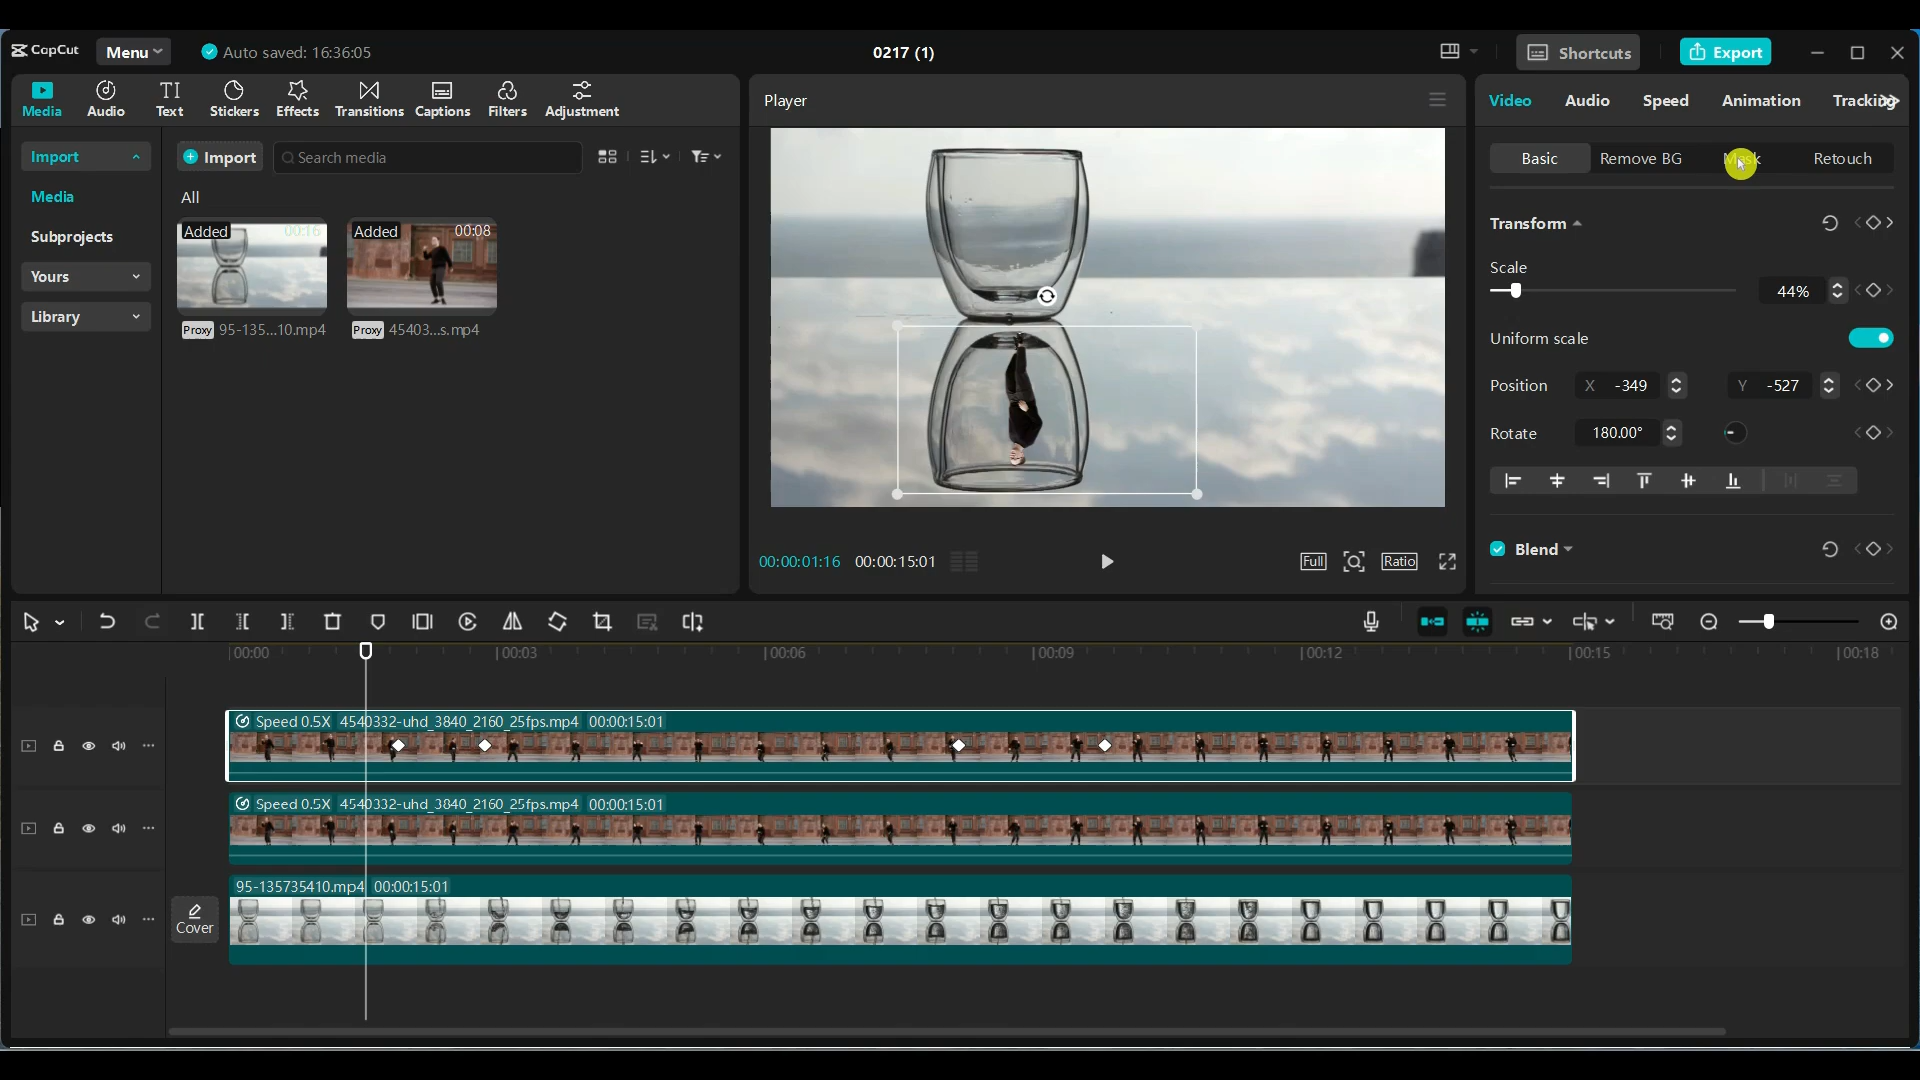 CapCut
Menu
Auto saved: 16:36:05
0217 (1)
Shortcuts
Export
Media
Audio
Text
Stickers
Effects
Transitions
Captions
Filters
Adjustment
Player
Video
Audio
Speed
Animation
Tracking
Import
Import
Search media
Basic
Remove BG
Mask
Retouch
Media
All
Subprojects
Added
00:16
Added
00:08
Transform
Yours
Scale
44%
Library
Proxy 95-135...10.mp4
Proxy 45403...s.mp4
Uniform scale
Position
X -349
Y -527
Rotate
180.00°
Blend
00:00:01:16
00:00:15:01
Full
Ratio
00:00
00:03
00:06
00:09
00:12
00:15
00:18
Speed 0.5X 4540332-uhd_3840_2160_25fps.mp4 00:00:15:01
Speed 0.5X 4540332-uhd_3840_2160_25fps.mp4 00:00:15:01
95-135735410.mp4 00:00:15:01
Cover